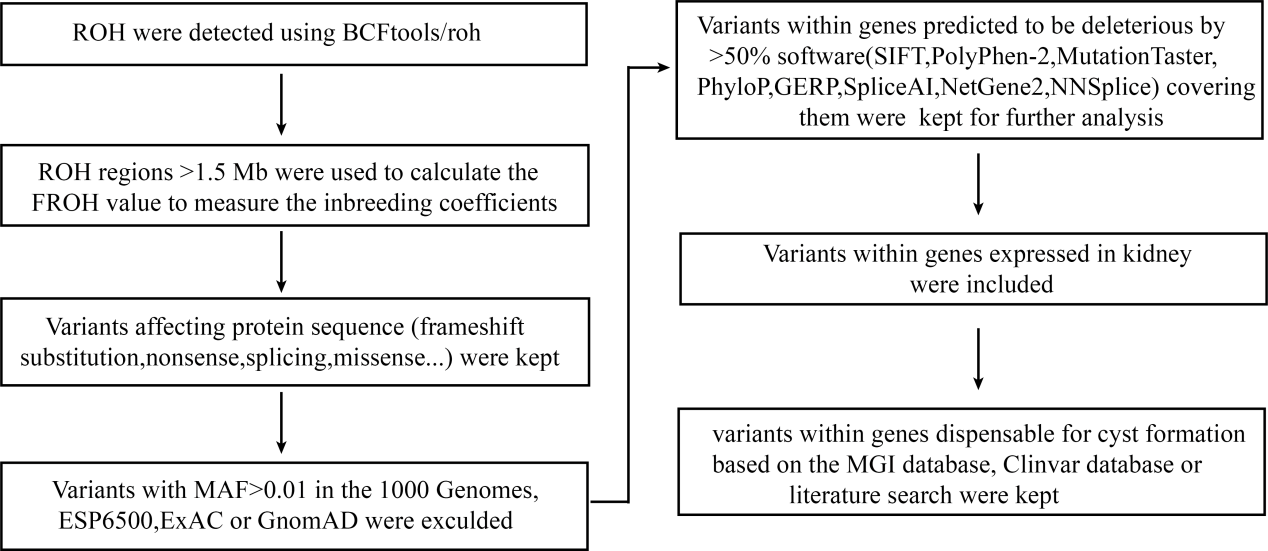 ROH were detected using BCFtools/roh
ROH regions >1.5 Mb were used to calculate the
FROH value to measure the inbreeding coefficients
Variants affecting protein sequence (frameshift
substitution,nonsense,splicing,missense...) were kept
Variants with MAF>0.01 in the 1000 Genomes,
ESP6500,ExAC or GnomAD were exculded
Variants within genes predicted to be deleterious by
>50% software(SIFT,PolyPhen-2,MutationTaster,
PhyloP,GERP,SpliceAI,NetGene2,NNSplice) covering
them were kept for further analysis
Variants within genes expressed in kidney
were included
variants within genes dispensable for cyst formation
based on the MGI database, Clinvar database or
literature search were kept